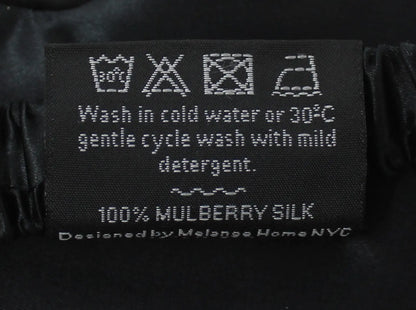 30°C
Wash in cold water or 30°C
gentle cycle wash with mild
detergent.
100% MULBERRY SILK
Designed by Melange Home NYC